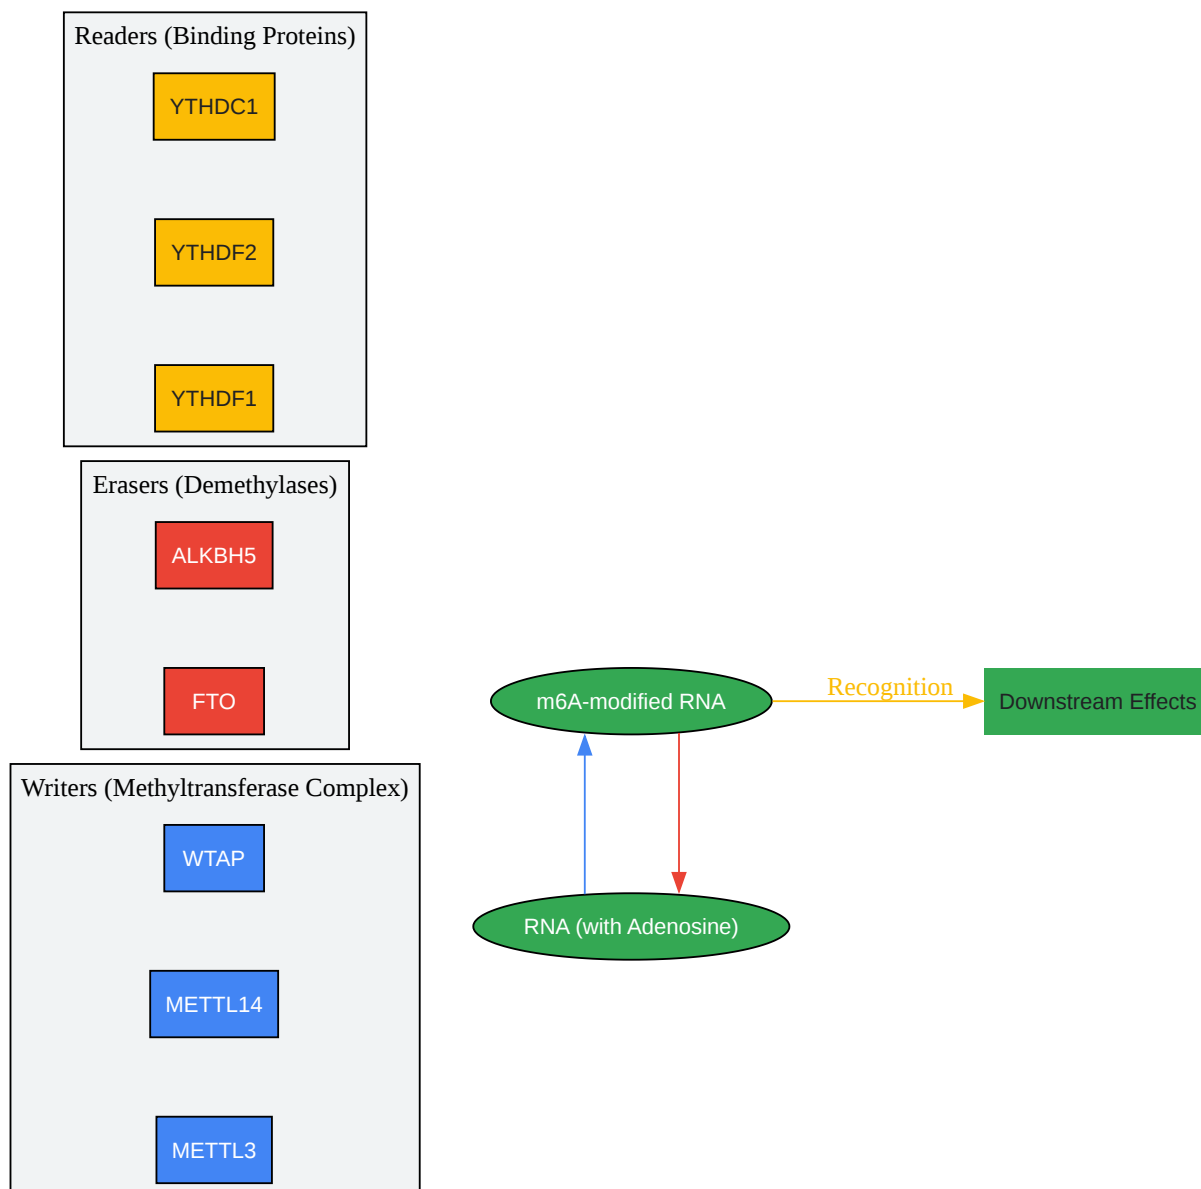 Readers (Binding Proteins)
YTHDC1
YTHDF2
YTHDF1
Erasers (Demethylases)
ALKBH5
FTO
Writers (Methyltransferase Complex)
WTAP
METTL14
METTL3
m6A-modified RNA
Recognition
Downstream Effects
RNA (with Adenosine)